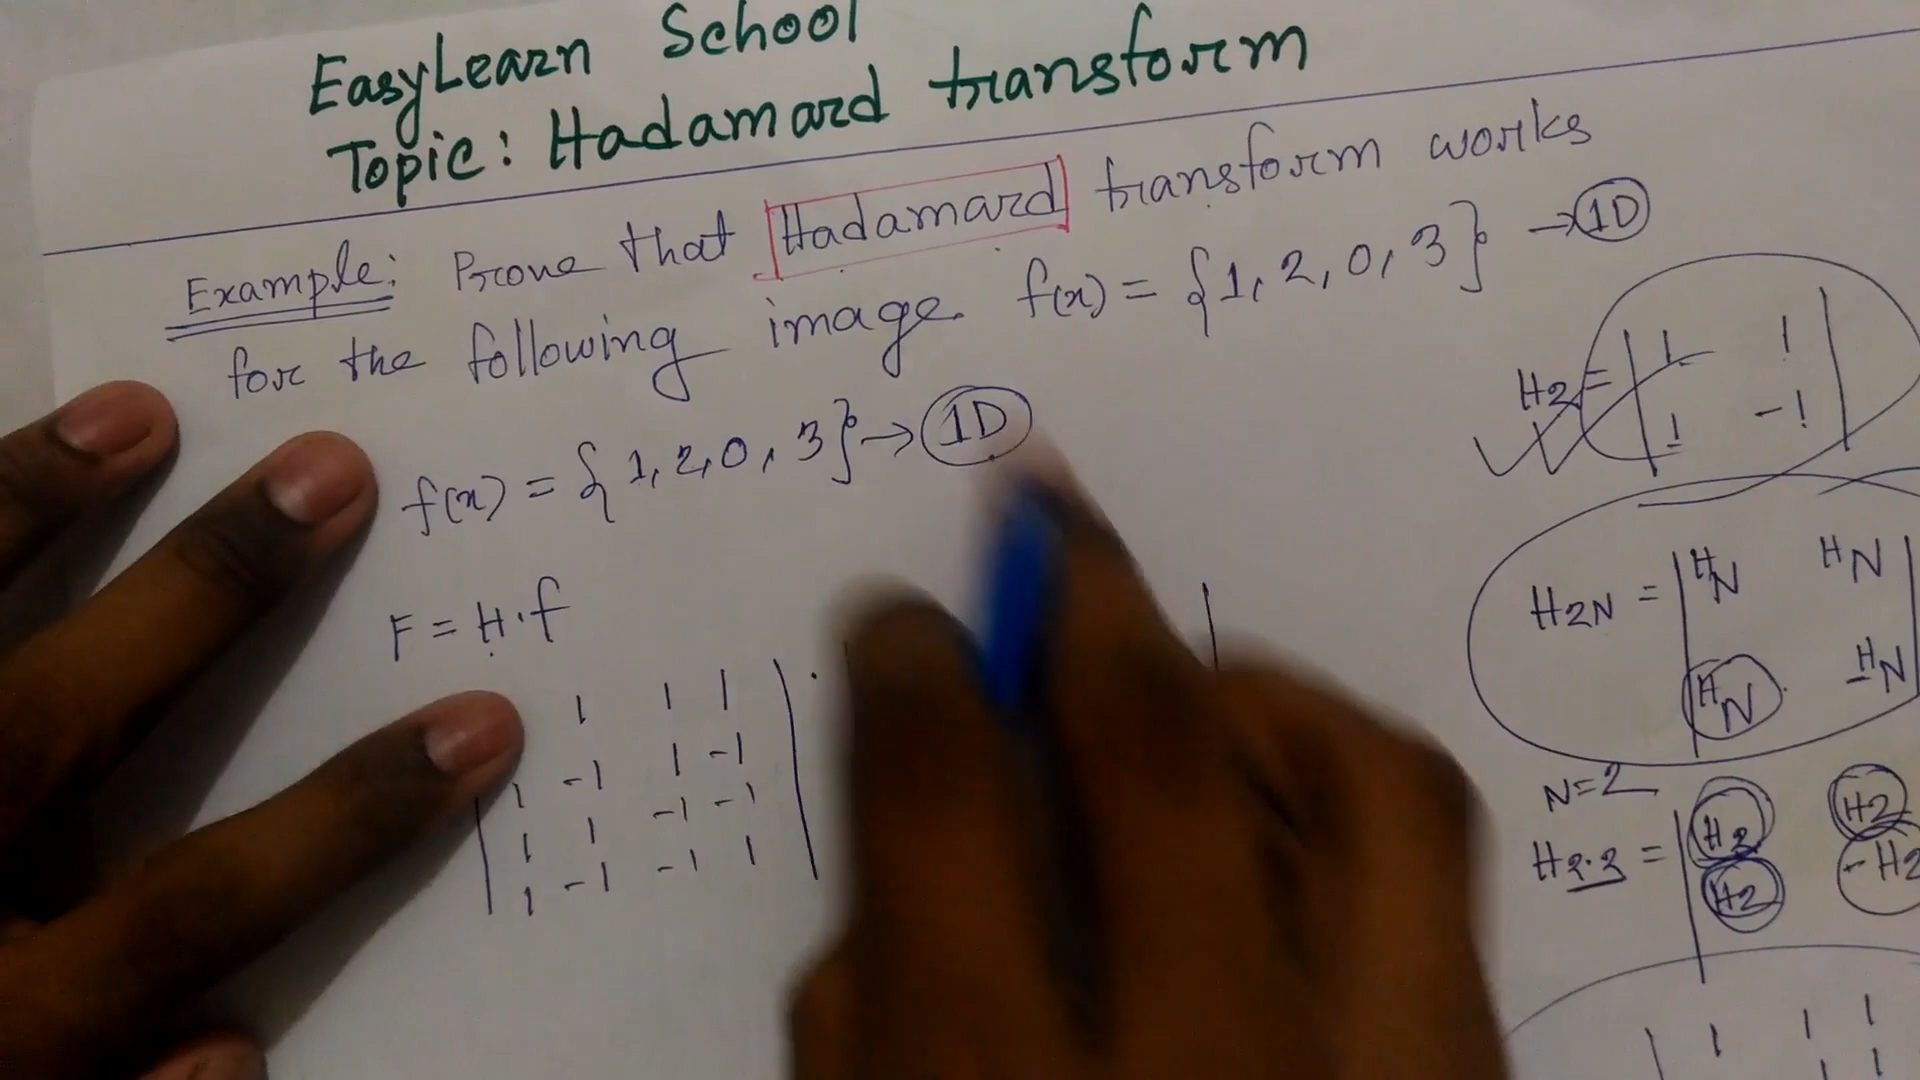 EasyLearn School
Topic: Hadamard transform
Example: Prove that Hadamard transform works
for the following image. f(x) = {1, 2, 0, 3} → 1D
f(x) = {1, 2, 0, 3} → 1D
F = H.f
1 1 1
1 -1 1 -1
1 1 -1 -1
1 -1 -1 1
H2 = | 1 1 |
| 1 -1 |
H2N = | HN HN |
| HN -HN |
N=2
H2.2 = | H2 H2
| H2 -H2
1 1 1